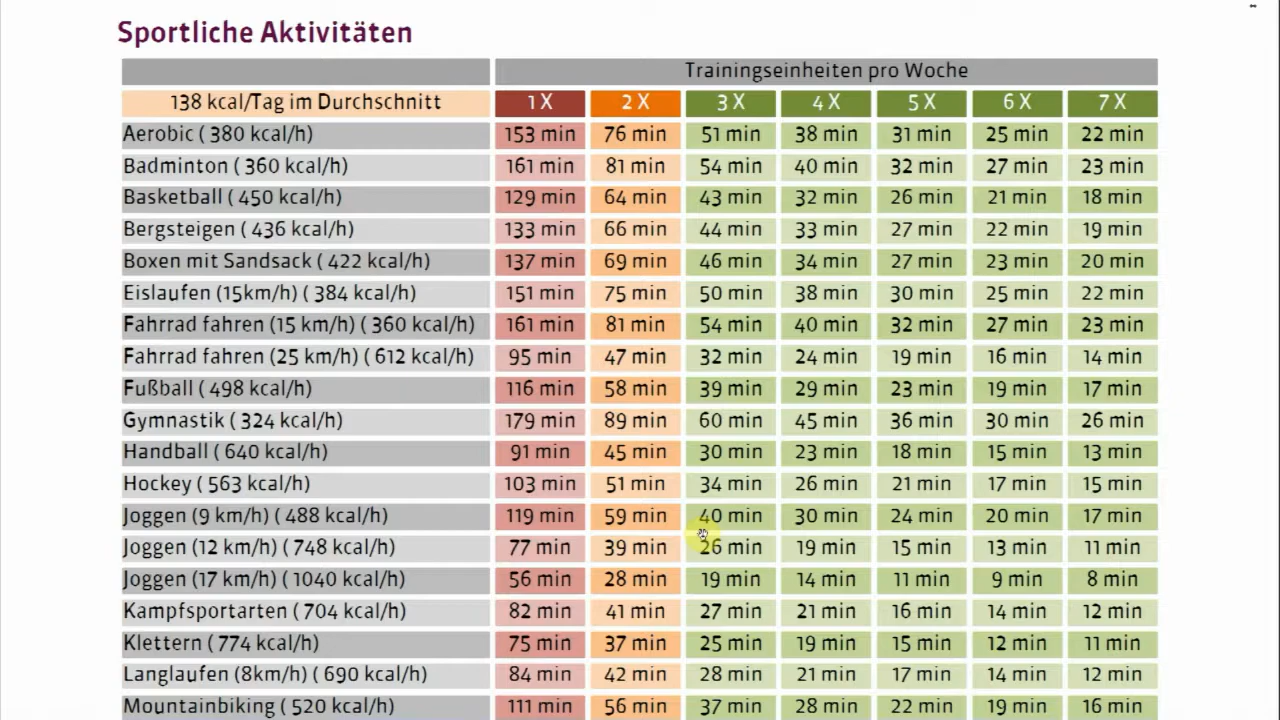 Sportliche Aktivitäten
Trainingseinheiten pro Woche
138 kcal/Tag im Durchschnitt 1 X 2 X 3 X 4 X 5 X 6 X 7 X
Aerobic ( 380 kcal/h) 153 min 76 min 51 min 38 min 31 min 25 min 22 min
Badminton ( 360 kcal/h) 161 min 81 min 54 min 40 min 32 min 27 min 23 min
Basketball ( 450 kcal/h) 129 min 64 min 43 min 32 min 26 min 21 min 18 min
Bergsteigen ( 436 kcal/h) 133 min 66 min 44 min 33 min 27 min 22 min 19 min
Boxen mit Sandsack ( 422 kcal/h) 137 min 69 min 46 min 34 min 27 min 23 min 20 min
Eislaufen (15km/h) ( 384 kcal/h) 151 min 75 min 50 min 38 min 30 min 25 min 22 min
Fahrrad fahren (15 km/h) ( 360 kcal/h) 161 min 81 min 54 min 40 min 32 min 27 min 23 min
Fahrrad fahren (25 km/h) ( 612 kcal/h) 95 min 47 min 32 min 24 min 19 min 16 min 14 min
Fußball ( 498 kcal/h) 116 min 58 min 39 min 29 min 23 min 19 min 17 min
Gymnastik ( 324 kcal/h) 179 min 89 min 60 min 45 min 36 min 30 min 26 min
Handball ( 640 kcal/h) 91 min 45 min 30 min 23 min 18 min 15 min 13 min
Hockey ( 563 kcal/h) 103 min 51 min 34 min 26 min 21 min 17 min 15 min
Joggen (9 km/h) ( 488 kcal/h) 119 min 59 min 40 min 30 min 24 min 20 min 17 min
Joggen (12 km/h) ( 748 kcal/h) 77 min 39 min 26 min 19 min 15 min 13 min 11 min
Joggen (17 km/h) ( 1040 kcal/h) 56 min 28 min 19 min 14 min 11 min 9 min 8 min
Kampfsportarten ( 704 kcal/h) 82 min 41 min 27 min 21 min 16 min 14 min 12 min
Klettern ( 774 kcal/h) 75 min 37 min 25 min 19 min 15 min 12 min 11 min
Langlaufen (8km/h) ( 690 kcal/h) 84 min 42 min 28 min 21 min 17 min 14 min 12 min
Mountainbiking ( 520 kcal/h) 111 min 56 min 37 min 28 min 22 min 19 min 16 min